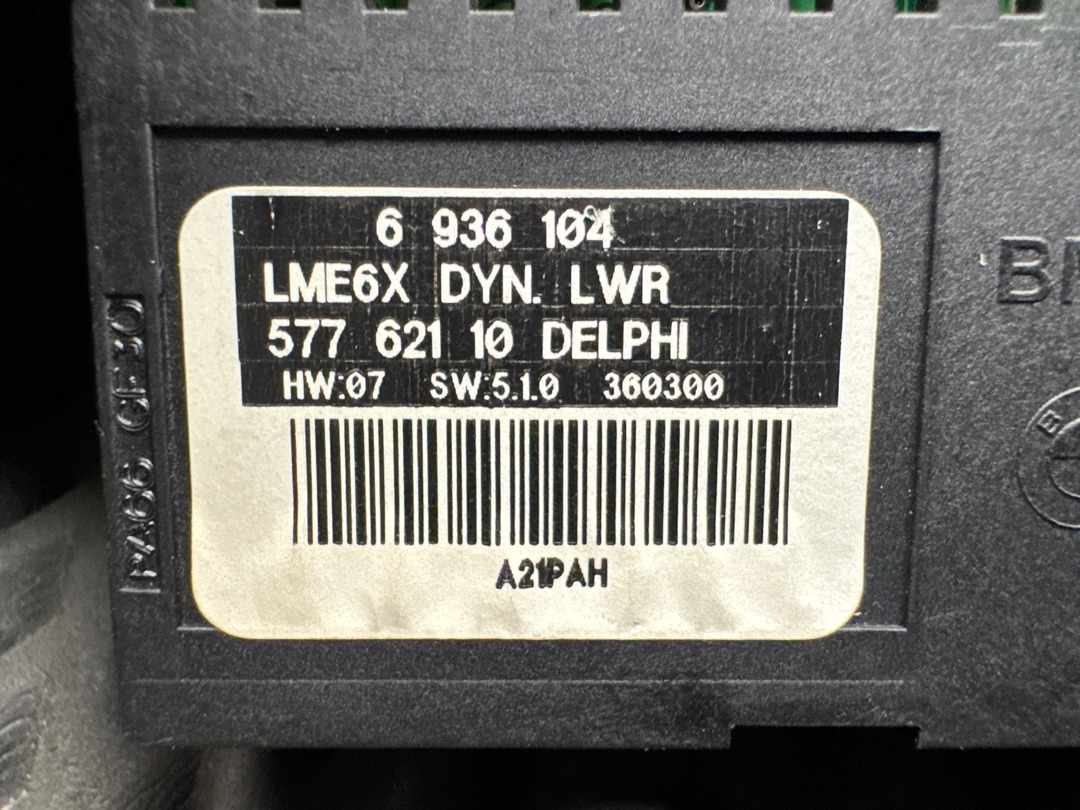 6 936 104
LME6X DYN. LWR
577 621 10 DELPHI
HW:07 SW:5.1.0 360300
A21PAH
PA66 GF30
B